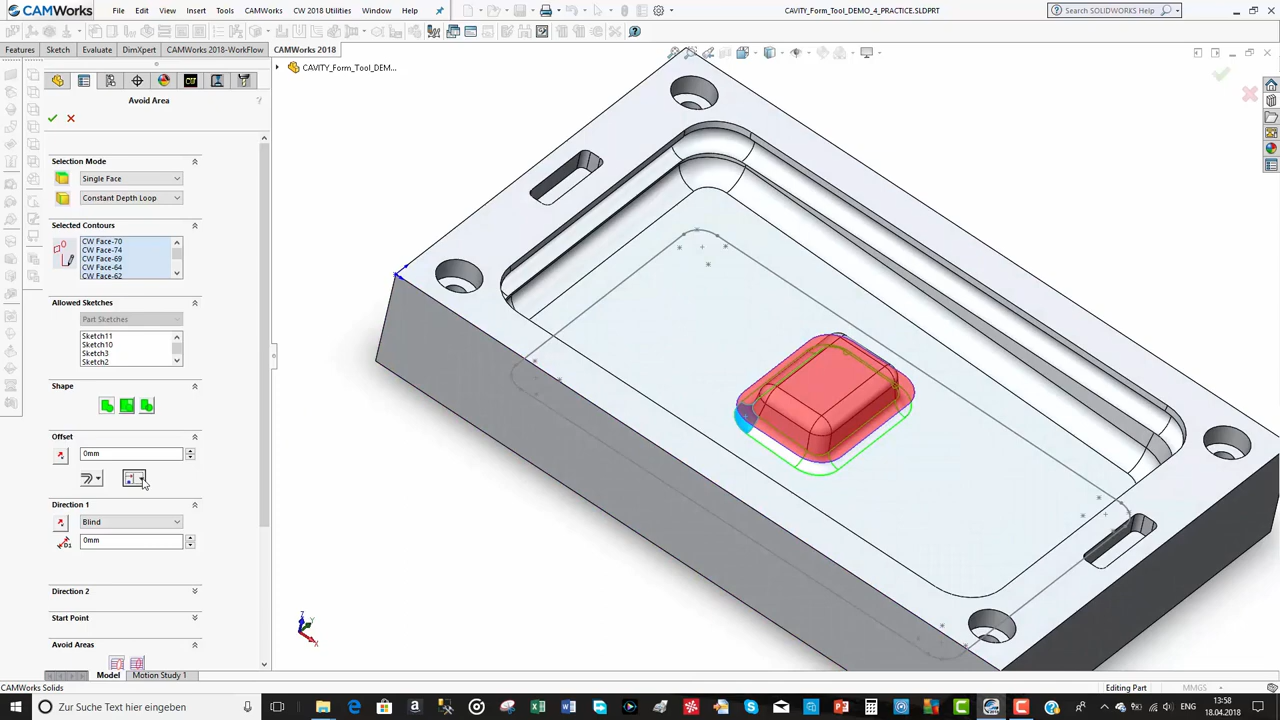 CAMWorks
File Edit View Insert Tools CAMWorks CW 2018 Utilities Window Help
CAVITY_Form_Tool_DEMO_4_PRACTICE.SLDPRT
Search SOLIDWORKS Help
Features Sketch Evaluate DimXpert CAMWorks 2018-WorkFlow CAMWorks 2018
CAVITY_Form_Tool_DEM...
Avoid Area
Selection Mode
Single Face
Constant Depth Loop
Selected Contours
CW Face-70
CW Face-74
CW Face-69
CW Face-64
CW Face-62
Allowed Sketches
Part Sketches
Sketch11
Sketch10
Sketch3
Sketch2
Shape
Offset
0mm
Direction 1
Blind
0mm
Direction 2
Start Point
Avoid Areas
Z
Y
X
Model Motion Study 1
CAMWorks Solids
Editing Part
MMGS
Zur Suche Text hier eingeben
ENG
13:58
18.04.2018